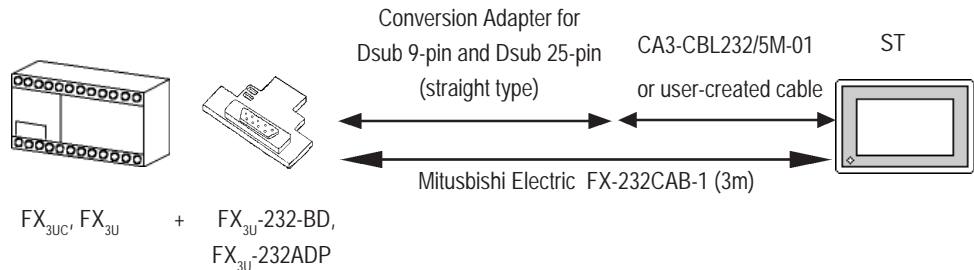 Conversion Adapter for
Dsub 9-pin and Dsub 25-pin
(straight type)
CA3-CBL232/5M-01
or user-created cable
ST
Mitusbishi Electric FX-232CAB-1 (3m)
FX3UC, FX3U + FX3U-232-BD,
FX3U-232ADP